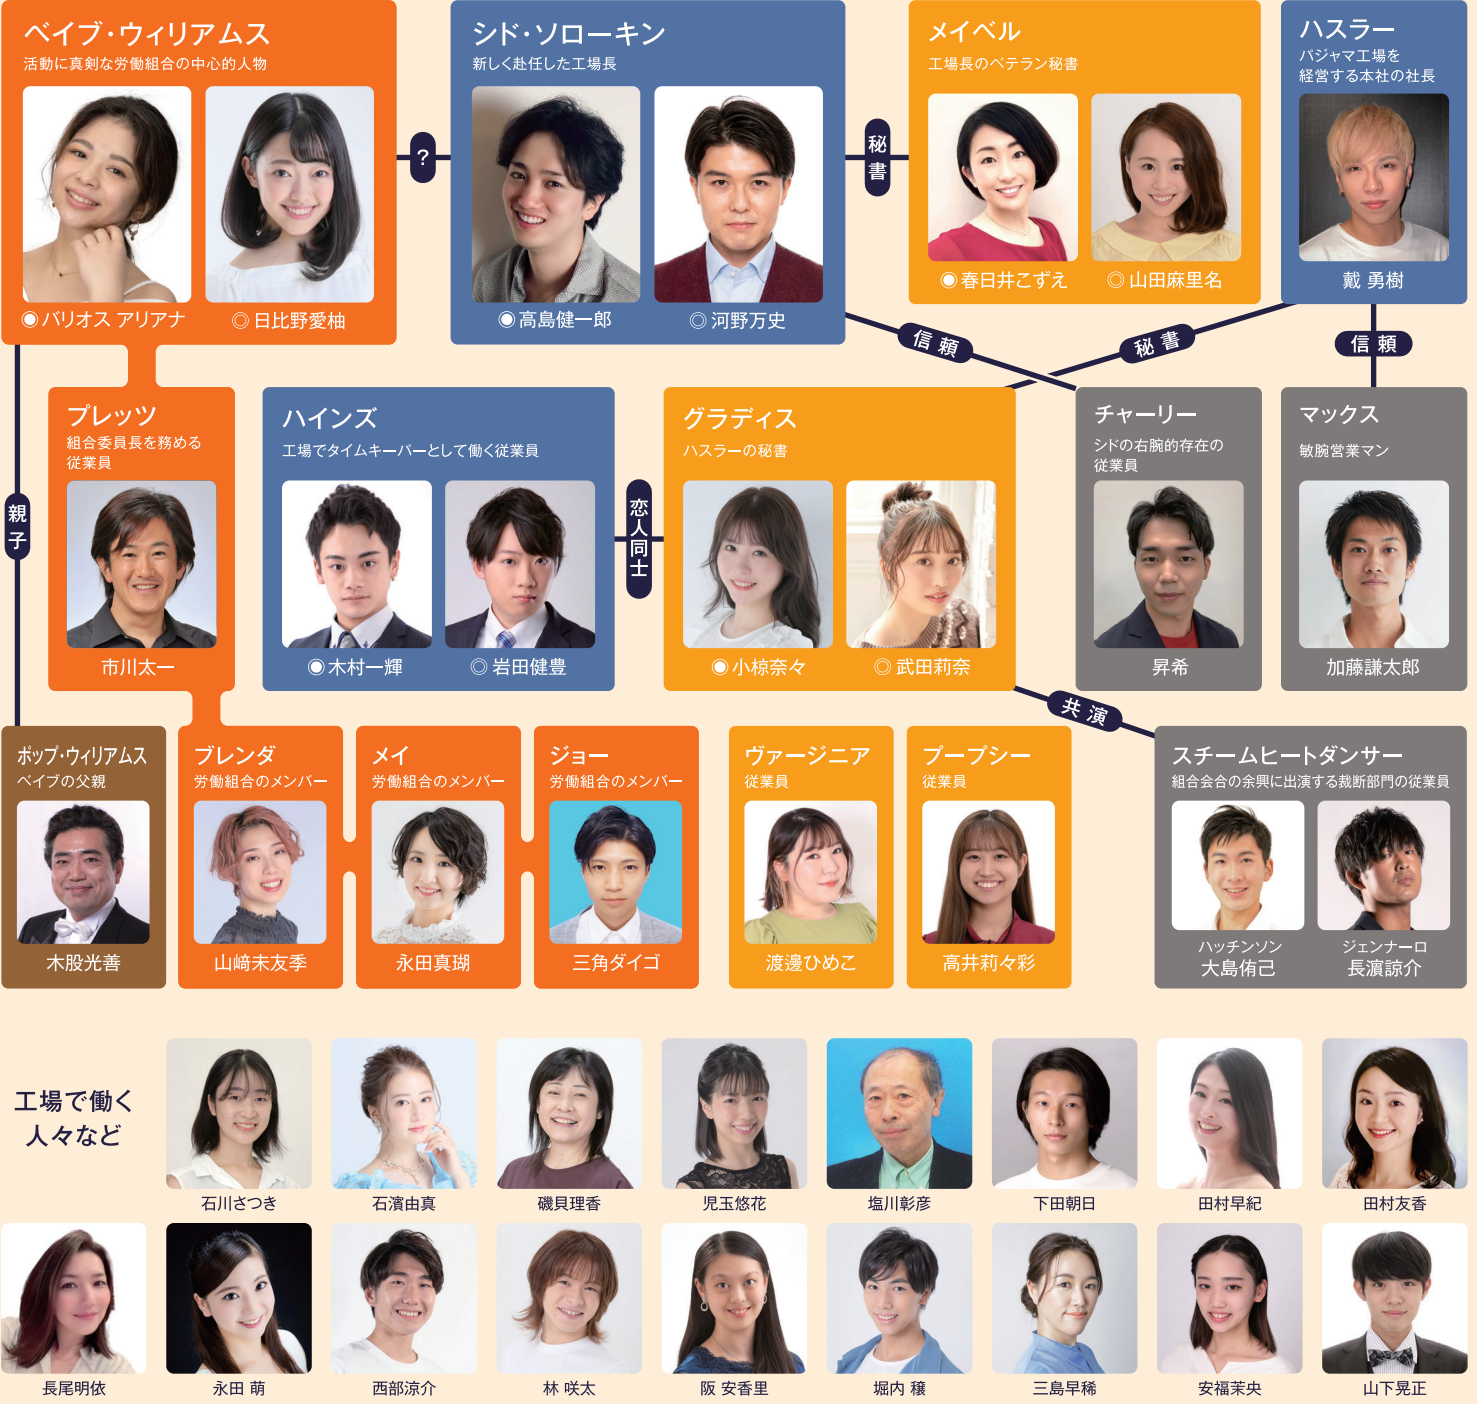 ベイブ・ウィリアムス
活動に真剣な労働組合の中心的人物
◉バリオス アリアナ
◎日比野愛柚
?
シド・ソローキン
新しく赴任した工場長
◉高島健一郎
◎河野万史
秘書
メイベル
工場長のベテラン秘書
◉春日井こずえ
◎山田麻里名
ハスラー
パジャマ工場を
経営する本社の社長
戴 勇樹
信頼
秘書
信頼
親子
プレッツ
組合委員長を務める
従業員
市川太一
ハインズ
工場でタイムキーパーとして働く従業員
◉木村一輝
◎岩田健豊
恋人同士
グラディス
ハスラーの秘書
◉小椋奈々
◎武田莉奈
チャーリー
シドの右腕的存在の
従業員
昇希
マックス
敏腕営業マン
加藤謙太郎
共演
ポップ・ウィリアムス
ベイブの父親
木股光善
ブレンダ
労働組合のメンバー
山﨑未友季
メイ
労働組合のメンバー
永田真瑚
ジョー
労働組合のメンバー
三角ダイゴ
ヴァージニア
従業員
渡邊ひめこ
プープシー
従業員
高井莉々彩
スチームヒートダンサー
組合会合の余興に出演する裁断部門の従業員
ハッチンソン
大島侑己
ジェンナーロ
長濵諒介
工場で働く
人々など
石川さつき
石濱由真
磯貝理香
児玉悠花
塩川彰彦
下田朝日
田村早紀
田村友香
長尾明依
永田 萌
西部涼介
林 咲太
阪 安香里
堀内 穣
三島早稀
安福茉央
山下晃正